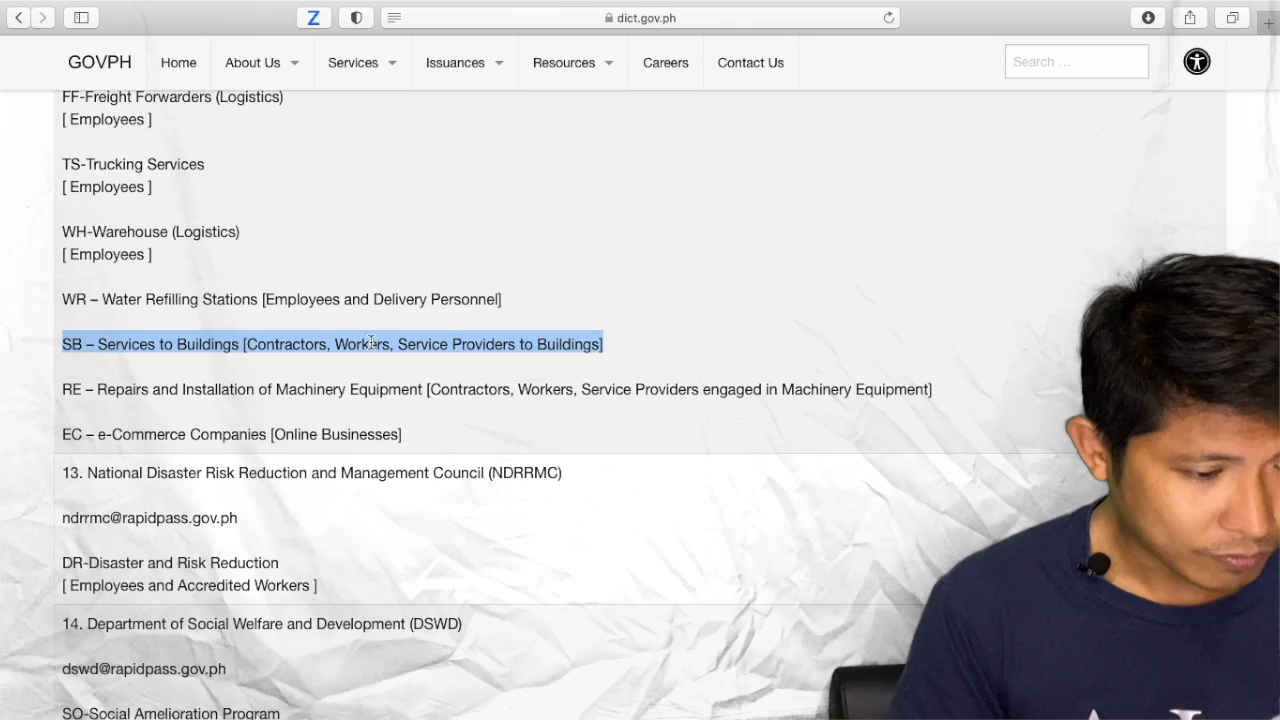 Z
dict.gov.ph
GOVPH
Home
About Us
Services
Issuances
Resources
Careers
Contact Us
Search …
FF-Freight Forwarders (Logistics)
[ Employees ]
TS-Trucking Services
[ Employees ]
WH-Warehouse (Logistics)
[ Employees ]
WR – Water Refilling Stations [Employees and Delivery Personnel]
SB – Services to Buildings [Contractors, Workers, Service Providers to Buildings]
RE – Repairs and Installation of Machinery Equipment [Contractors, Workers, Service Providers engaged in Machinery Equipment]
EC – e-Commerce Companies [Online Businesses]
13. National Disaster Risk Reduction and Management Council (NDRRMC)
ndrrmc@rapidpass.gov.ph
DR-Disaster and Risk Reduction
[ Employees and Accredited Workers ]
14. Department of Social Welfare and Development (DSWD)
dswd@rapidpass.gov.ph
SO-Social Amelioration Program